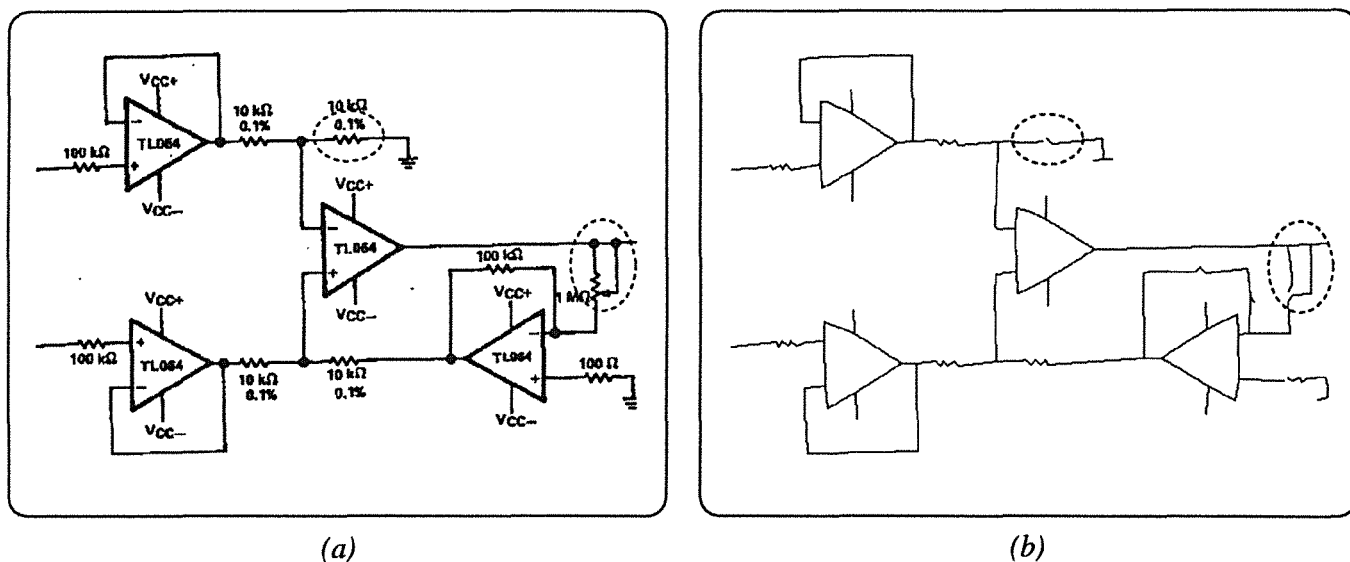 VCC+
10 kΩ
0.1%
10 kΩ
0.1%
−
TL064
100 kΩ
+
VCC−
VCC+
−
TL064
+
VCC−
100 kΩ
1 MΩ
VCC+
VCC+
+
100 kΩ
TL064
−
10 kΩ
0.1%
10 kΩ
0.1%
−
TL064
+
100 Ω
VCC−
VCC−
(a)
(b)